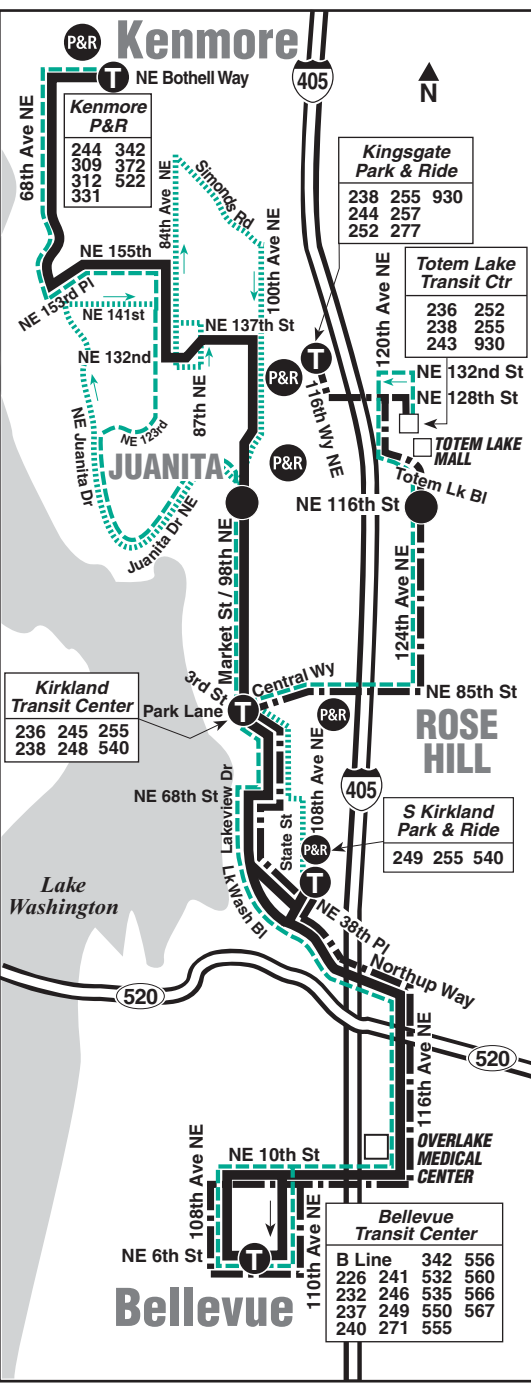 P&R
Kenmore
T
NE Bothell Way
405
N
68th Ave NE
Kenmore
P&R
244 342
309 372
312 522
331
84th Ave NE
Simonds Rd
100th Ave NE
Kingsgate
Park & Ride
238 255 930
244 257
252 277
120th Ave NE
Totem Lake
Transit Ctr
236 252
238 255
243 930
NE 155th
NE 153rd Pl
NE 141st
NE 137th St
NE 132nd
87th NE
T
P&R
116th Wy NE
NE 132nd St
NE 128th St
TOTEM LAKE
MALL
Totem Lk Bl
NE Juanita Dr
NE 123rd
JUANITA
Juanita Dr NE
P&R
NE 116th St
Market St / 98th NE
124th Ave NE
Kirkland
Transit Center
236 245 255
238 248 540
3rd St
Park Lane
T
Central Wy
NE 85th St
P&R
ROSE
HILL
108th Ave NE
NE 68th St
Lakeview Dr
State St
405
S Kirkland
Park & Ride
249 255 540
P&R
T
Lake
Washington
Lk Wash Bl
NE 38th Pl
Northup Way
520
520
116th Ave NE
OVERLAKE
MEDICAL
CENTER
108th Ave NE
NE 10th St
NE 6th St
T
110th Ave NE
Bellevue
Bellevue
Transit Center
B Line 342 556
226 241 532 560
232 246 535 566
237 249 550 567
240 271 555